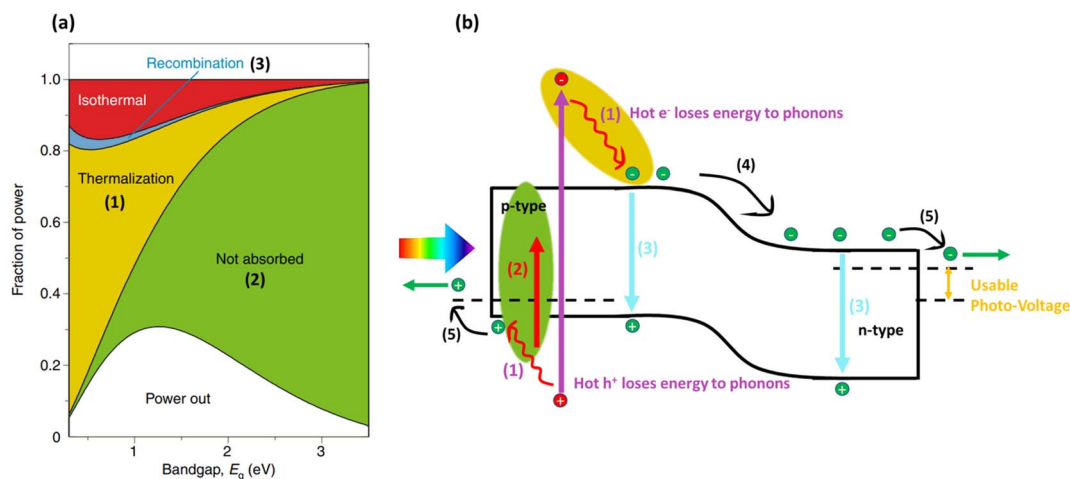 (a)
Recombination (3)
1.0
Isothermal
0.8
Thermalization
(1)
0.6
Not absorbed
(2)
0.4
0.2
Power out
0
1
2
3
Fraction of power
Bandgap, Eg (eV)
(b)
(1) Hot e- loses energy to phonons
(4)
p-type
(5)
(2)
(3)
(3)
Usable
Photo-Voltage
(5)
n-type
(1)
Hot h+ loses energy to phonons